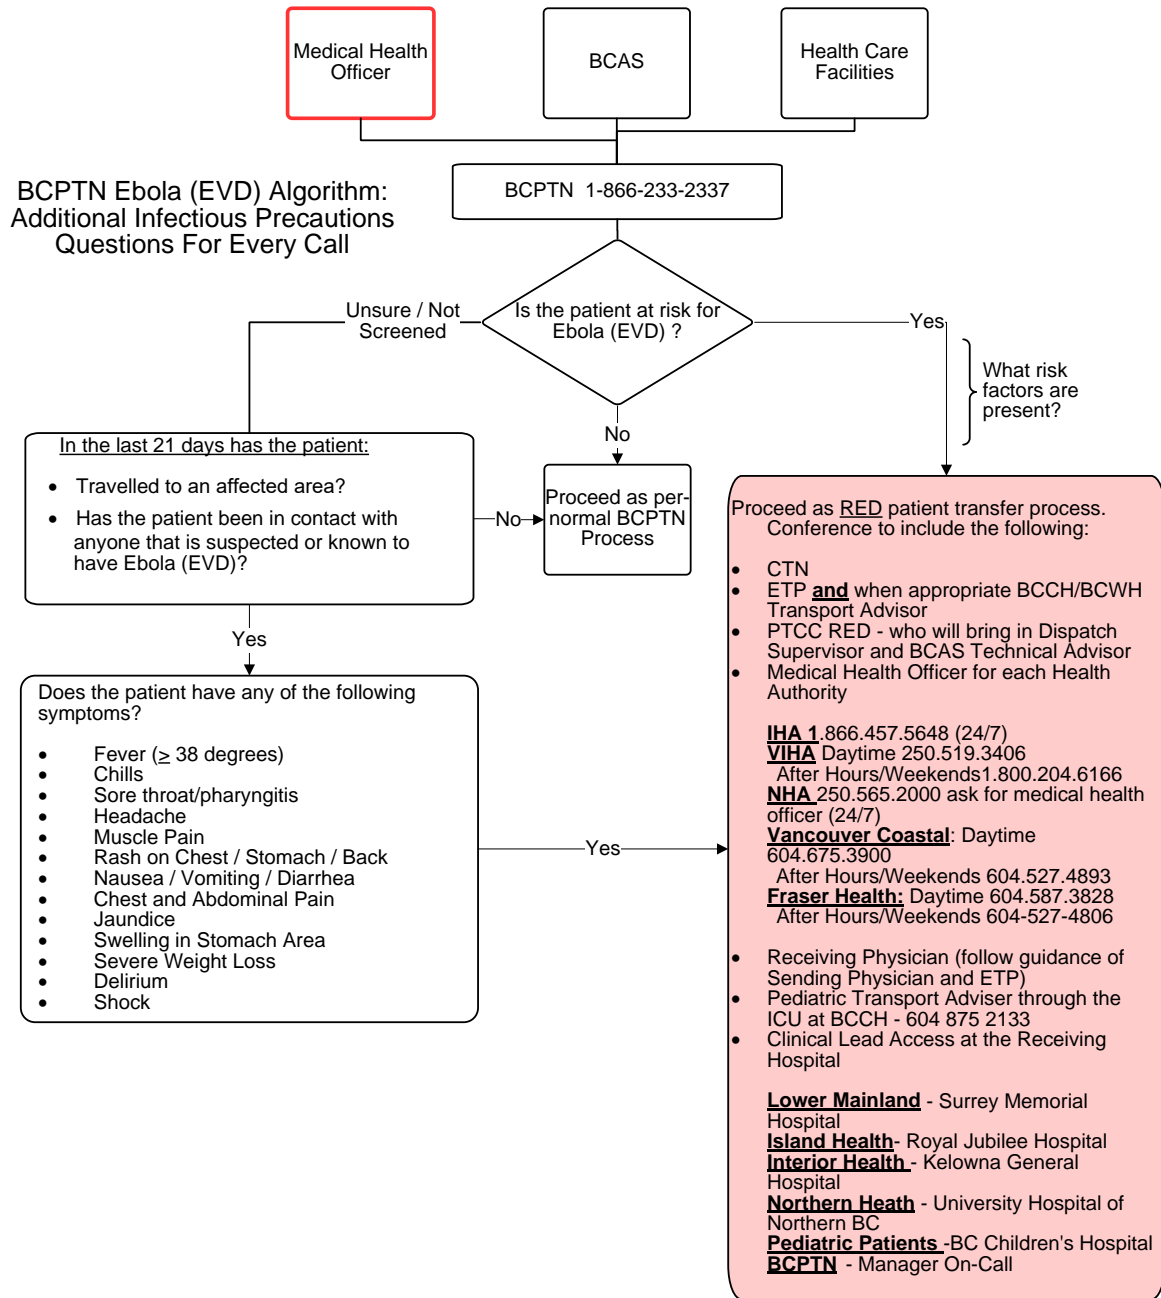 Medical Health
Officer
BCAS
Health Care
Facilities
BCPTN Ebola (EVD) Algorithm:
Additional Infectious Precautions
Questions For Every Call
BCPTN  1-866-233-2337
Is the patient at risk for
Ebola (EVD) ?
Unsure / Not
Screened
Yes
What risk
factors are
present?
No
In the last 21 days has the patient:
• Travelled to an affected area?
• Has the patient been in contact with
anyone that is suspected or known to
have Ebola (EVD)?
No
Proceed as per-
normal BCPTN
Process
Yes
Does the patient have any of the following
symptoms?
• Fever (≥ 38 degrees)
• Chills
• Sore throat/pharyngitis
• Headache
• Muscle Pain
• Rash on Chest / Stomach / Back
• Nausea / Vomiting / Diarrhea
• Chest and Abdominal Pain
• Jaundice
• Swelling in Stomach Area
• Severe Weight Loss
• Delirium
• Shock
Yes
Proceed as RED patient transfer process.
Conference to include the following:
• CTN
• ETP and when appropriate BCCH/BCWH
Transport Advisor
• PTCC RED - who will bring in Dispatch
Supervisor and BCAS Technical Advisor
• Medical Health Officer for each Health
Authority
IHA 1.866.457.5648 (24/7)
VIHA Daytime 250.519.3406
After Hours/Weekends1.800.204.6166
NHA 250.565.2000 ask for medical health
officer (24/7)
Vancouver Coastal: Daytime
604.675.3900
After Hours/Weekends 604.527.4893
Fraser Health: Daytime 604.587.3828
After Hours/Weekends 604-527-4806
• Receiving Physician (follow guidance of
Sending Physician and ETP)
• Pediatric Transport Adviser through the
ICU at BCCH - 604 875 2133
• Clinical Lead Access at the Receiving
Hospital
Lower Mainland - Surrey Memorial
Hospital
Island Health- Royal Jubilee Hospital
Interior Health - Kelowna General
Hospital
Northern Heath - University Hospital of
Northern BC
Pediatric Patients -BC Children's Hospital
BCPTN - Manager On-Call